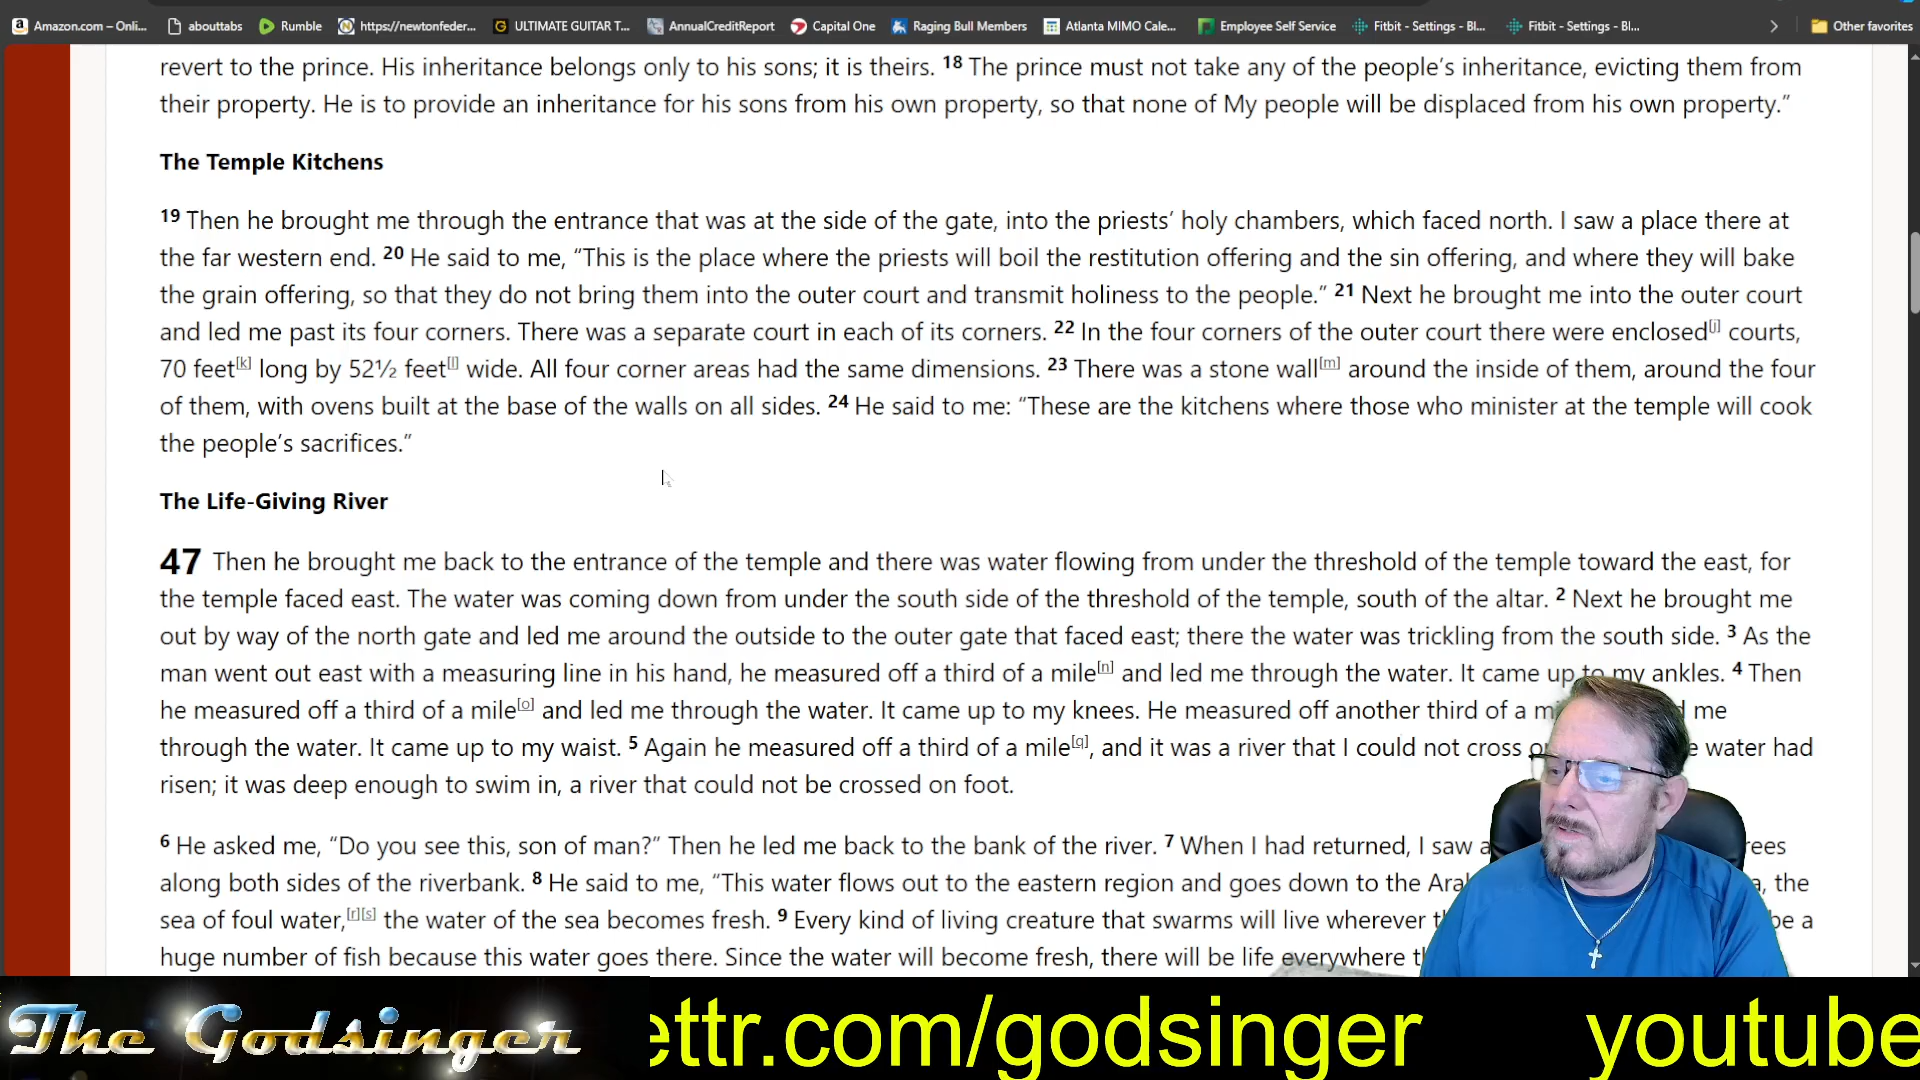 Amazon.com – Onli...
abouttabs
Rumble
https://newtonfeder...
ULTIMATE GUITAR T...
AnnualCreditReport
Capital One
Raging Bull Members
Atlanta MIMO Cale...
Employee Self Service
Fitbit - Settings - Bl...
Fitbit - Settings - Bl...
Other favorites
revert to the prince. His inheritance belongs only to his sons; it is theirs. 18 The prince must not take any of the people’s inheritance, evicting them from
their property. He is to provide an inheritance for his sons from his own property, so that none of My people will be displaced from his own property.”
The Temple Kitchens
19 Then he brought me through the entrance that was at the side of the gate, into the priests’ holy chambers, which faced north. I saw a place there at
the far western end. 20 He said to me, “This is the place where the priests will boil the restitution offering and the sin offering, and where they will bake
the grain offering, so that they do not bring them into the outer court and transmit holiness to the people.” 21 Next he brought me into the outer court
and led me past its four corners. There was a separate court in each of its corners. 22 In the four corners of the outer court there were enclosed[j] courts,
70 feet[k] long by 52½ feet[l] wide. All four corner areas had the same dimensions. 23 There was a stone wall[m] around the inside of them, around the four
of them, with ovens built at the base of the walls on all sides. 24 He said to me: “These are the kitchens where those who minister at the temple will cook
the people’s sacrifices.”
The Life-Giving River
47 Then he brought me back to the entrance of the temple and there was water flowing from under the threshold of the temple toward the east, for
the temple faced east. The water was coming down from under the south side of the threshold of the temple, south of the altar. 2 Next he brought me
out by way of the north gate and led me around the outside to the outer gate that faced east; there the water was trickling from the south side. 3 As the
man went out east with a measuring line in his hand, he measured off a third of a mile[n] and led me through the water. It came up to my ankles. 4 Then
he measured off a third of a mile[o] and led me through the water. It came up to my knees. He measured off another third of a me
through the water. It came up to my waist. 5 Again he measured off a third of a mile[q], and it was a river that I could not cross water had
risen; it was deep enough to swim in, a river that could not be crossed on foot.
6 He asked me, “Do you see this, son of man?” Then he led me back to the bank of the river. 7 When I had returned, I saw
along both sides of the riverbank. 8 He said to me, “This water flows out to the eastern region and goes down to the the
sea of foul water,[r][s] the water of the sea becomes fresh. 9 Every kind of living creature that swarms will live wherever be a
huge number of fish because this water goes there. Since the water will become fresh, there will be life everywhere
The Godsinger
ettr.com/godsinger youtube